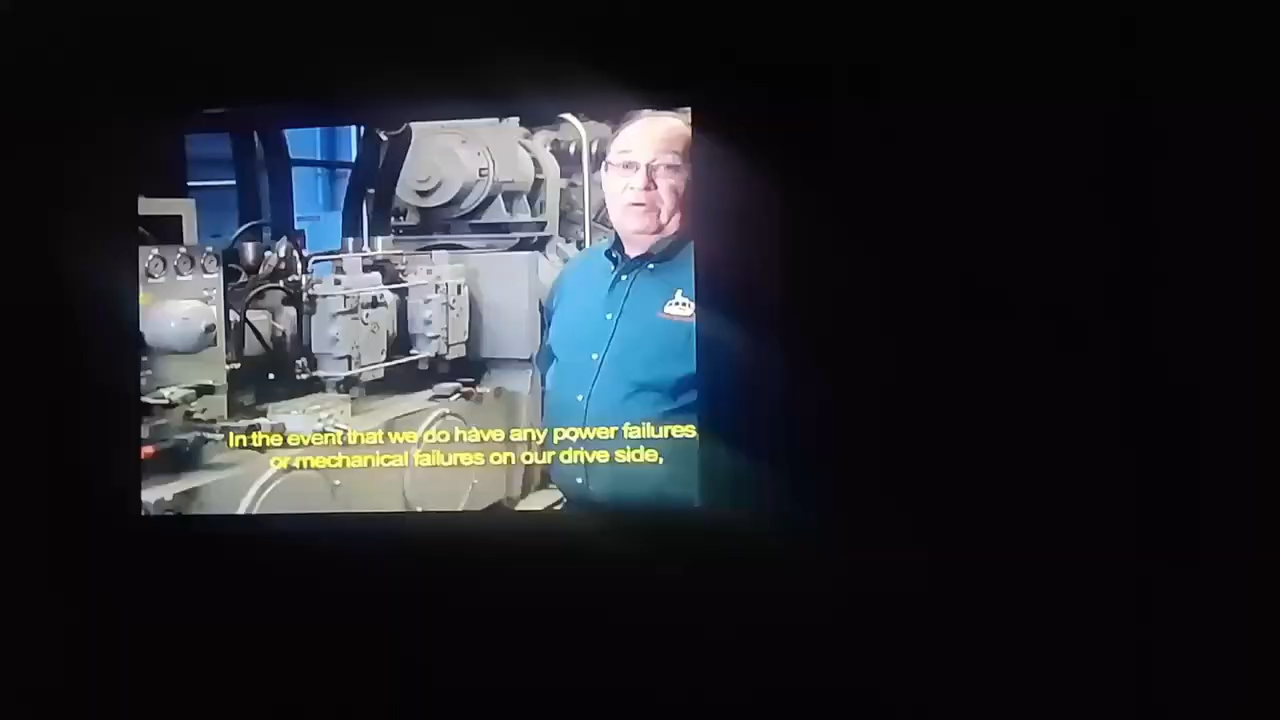 In the event that we do have any power failures
or mechanical failures on our drive side,